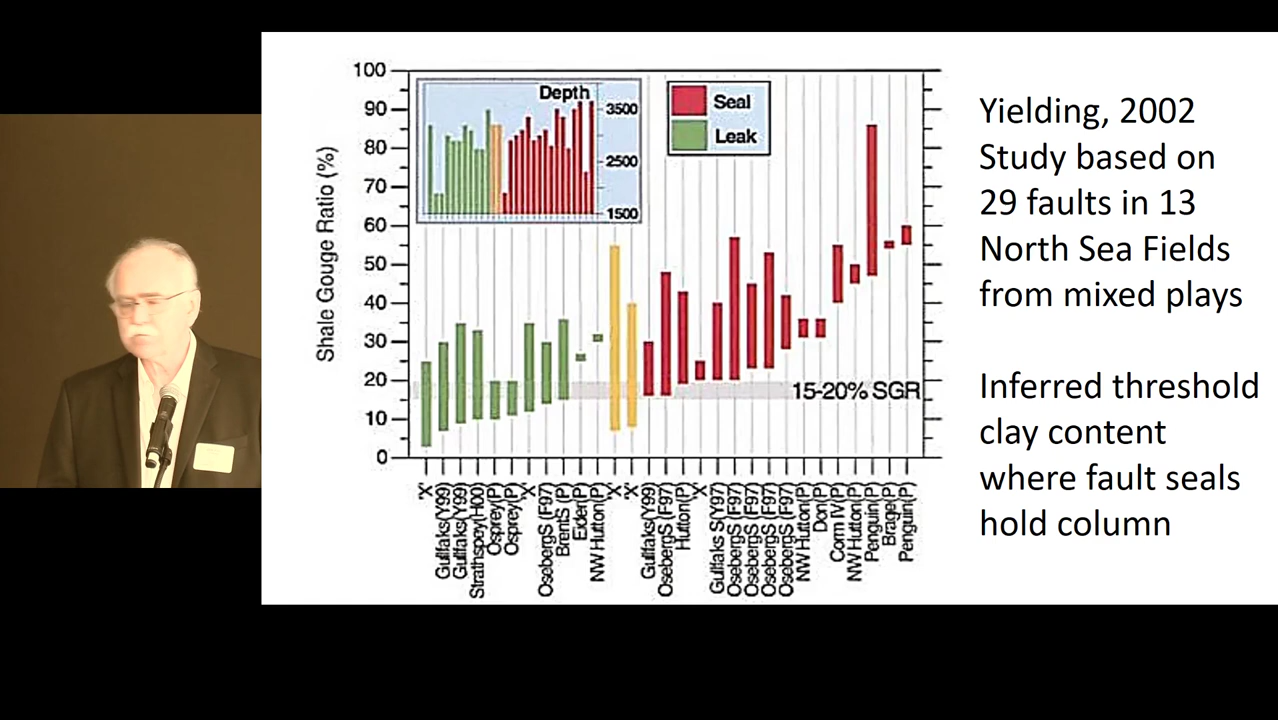 100
90
80
70
60
50
40
30
20
10
0
Shale Gouge Ratio (%)
Depth
3500
2500
1500
Seal
Leak
15-20% SGR
'X'
Gullfaks(Y99)
Gullfaks(Y99)
Strathspey(H00)
Osprey(P)
Osprey(P)
'X'
OsebergS (F97)
BrentS (P)
Eider(P)
NW Hutton(P)
'X'
'X'
Gullfaks(Y99)
OsebergS (F97)
Hutton(P)
'X'
Gullfaks S(Y97)
OsebergS (F97)
OsebergS (F97)
OsebergS (F97)
OsebergS (F97)
NW Hutton(P)
Don(P)
Corm IV(P)
NW Hutton(P)
Penguin(P)
Brage(P)
Penguin(P)
Yielding, 2002
Study based on
29 faults in 13
North Sea Fields
from mixed plays
Inferred threshold
clay content
where fault seals
hold column